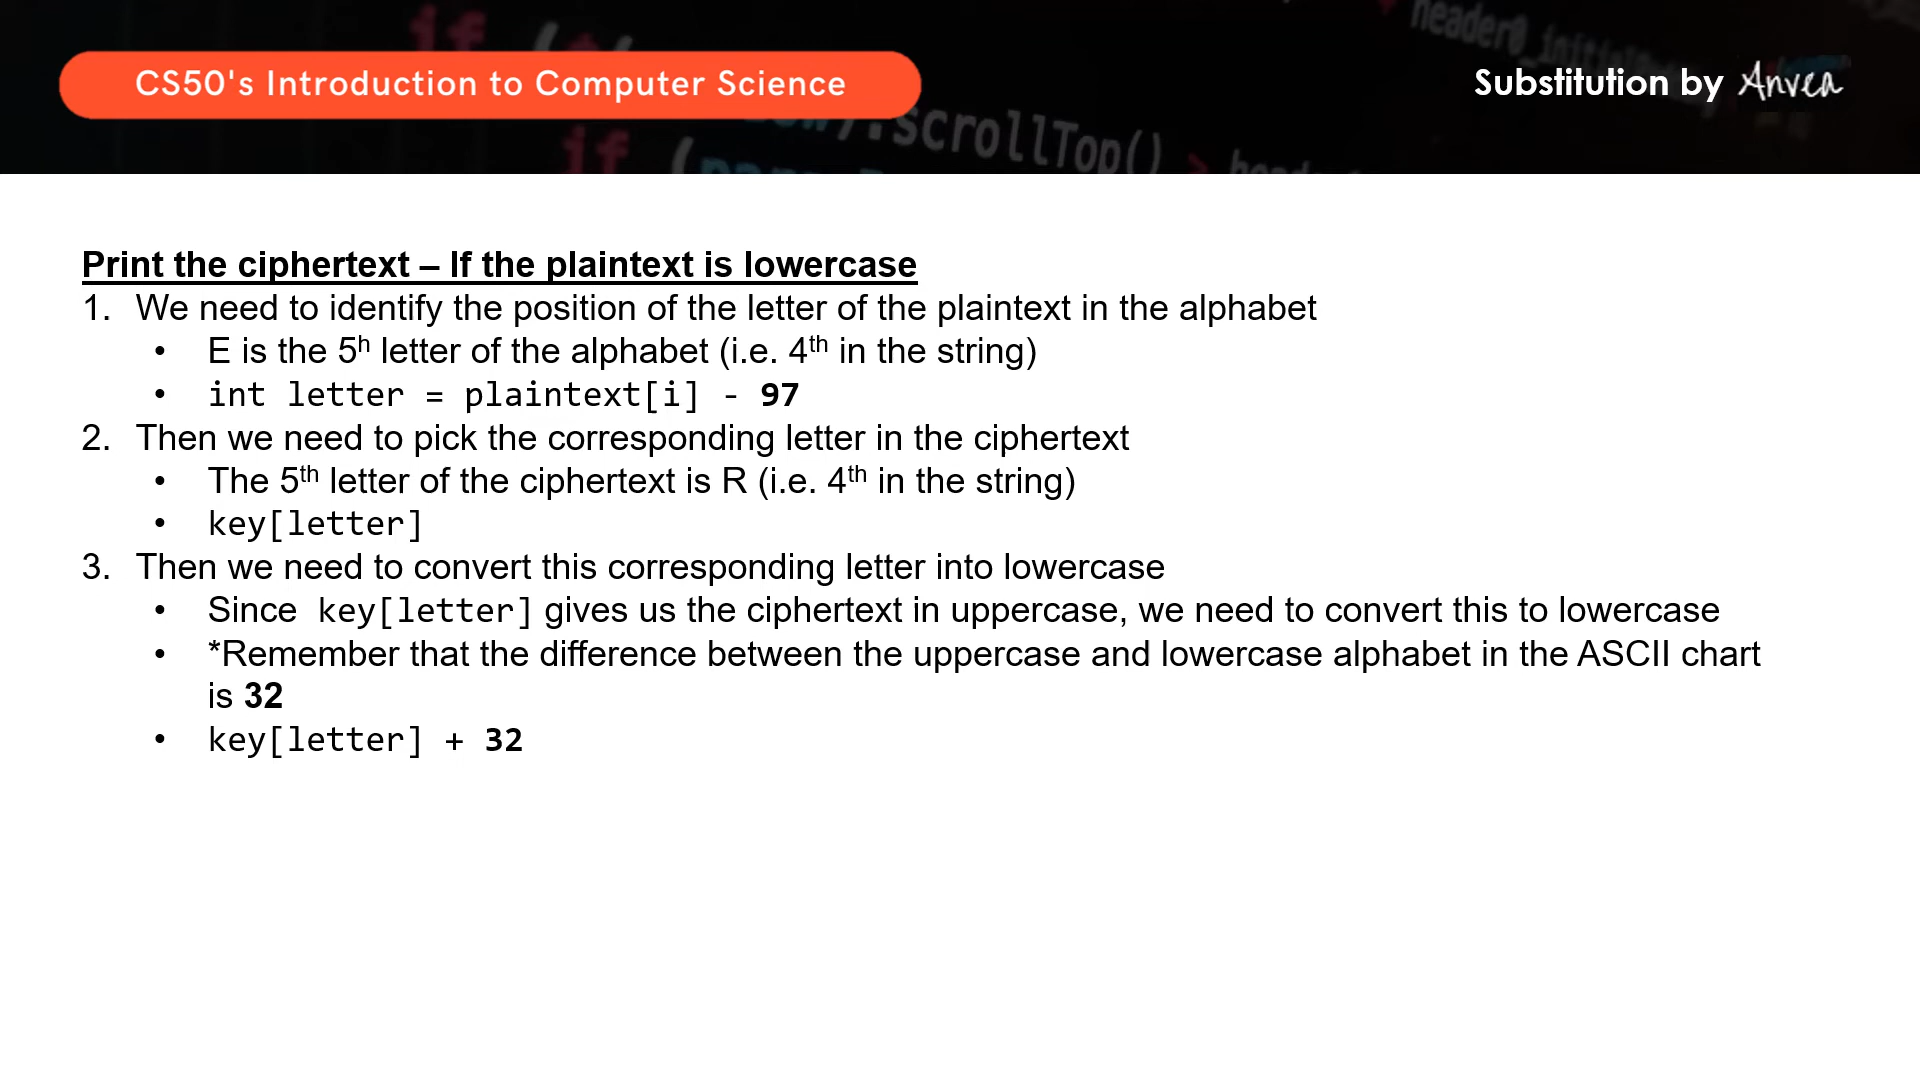 if (
header0_initi
CS50's Introduction to Computer Science
Substitution by Anvea
.scrollTop() >
if (
Print the ciphertext – If the plaintext is lowercase
1. We need to identify the position of the letter of the plaintext in the alphabet
• E is the 5h letter of the alphabet (i.e. 4th in the string)
• int letter = plaintext[i] - 97
2. Then we need to pick the corresponding letter in the ciphertext
• The 5th letter of the ciphertext is R (i.e. 4th in the string)
• key[letter]
3. Then we need to convert this corresponding letter into lowercase
• Since key[letter] gives us the ciphertext in uppercase, we need to convert this to lowercase
• *Remember that the difference between the uppercase and lowercase alphabet in the ASCII chart
is 32
• key[letter] + 32